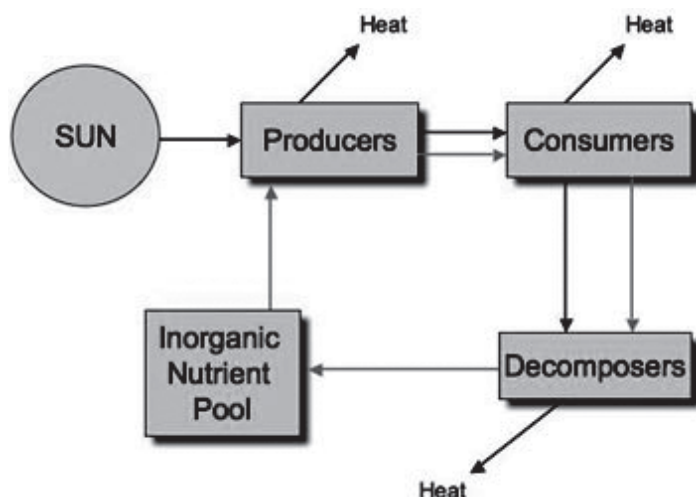 Heat
Heat
SUN
Producers
Consumers
Inorganic
Nutrient
Pool
Decomposers
Heat